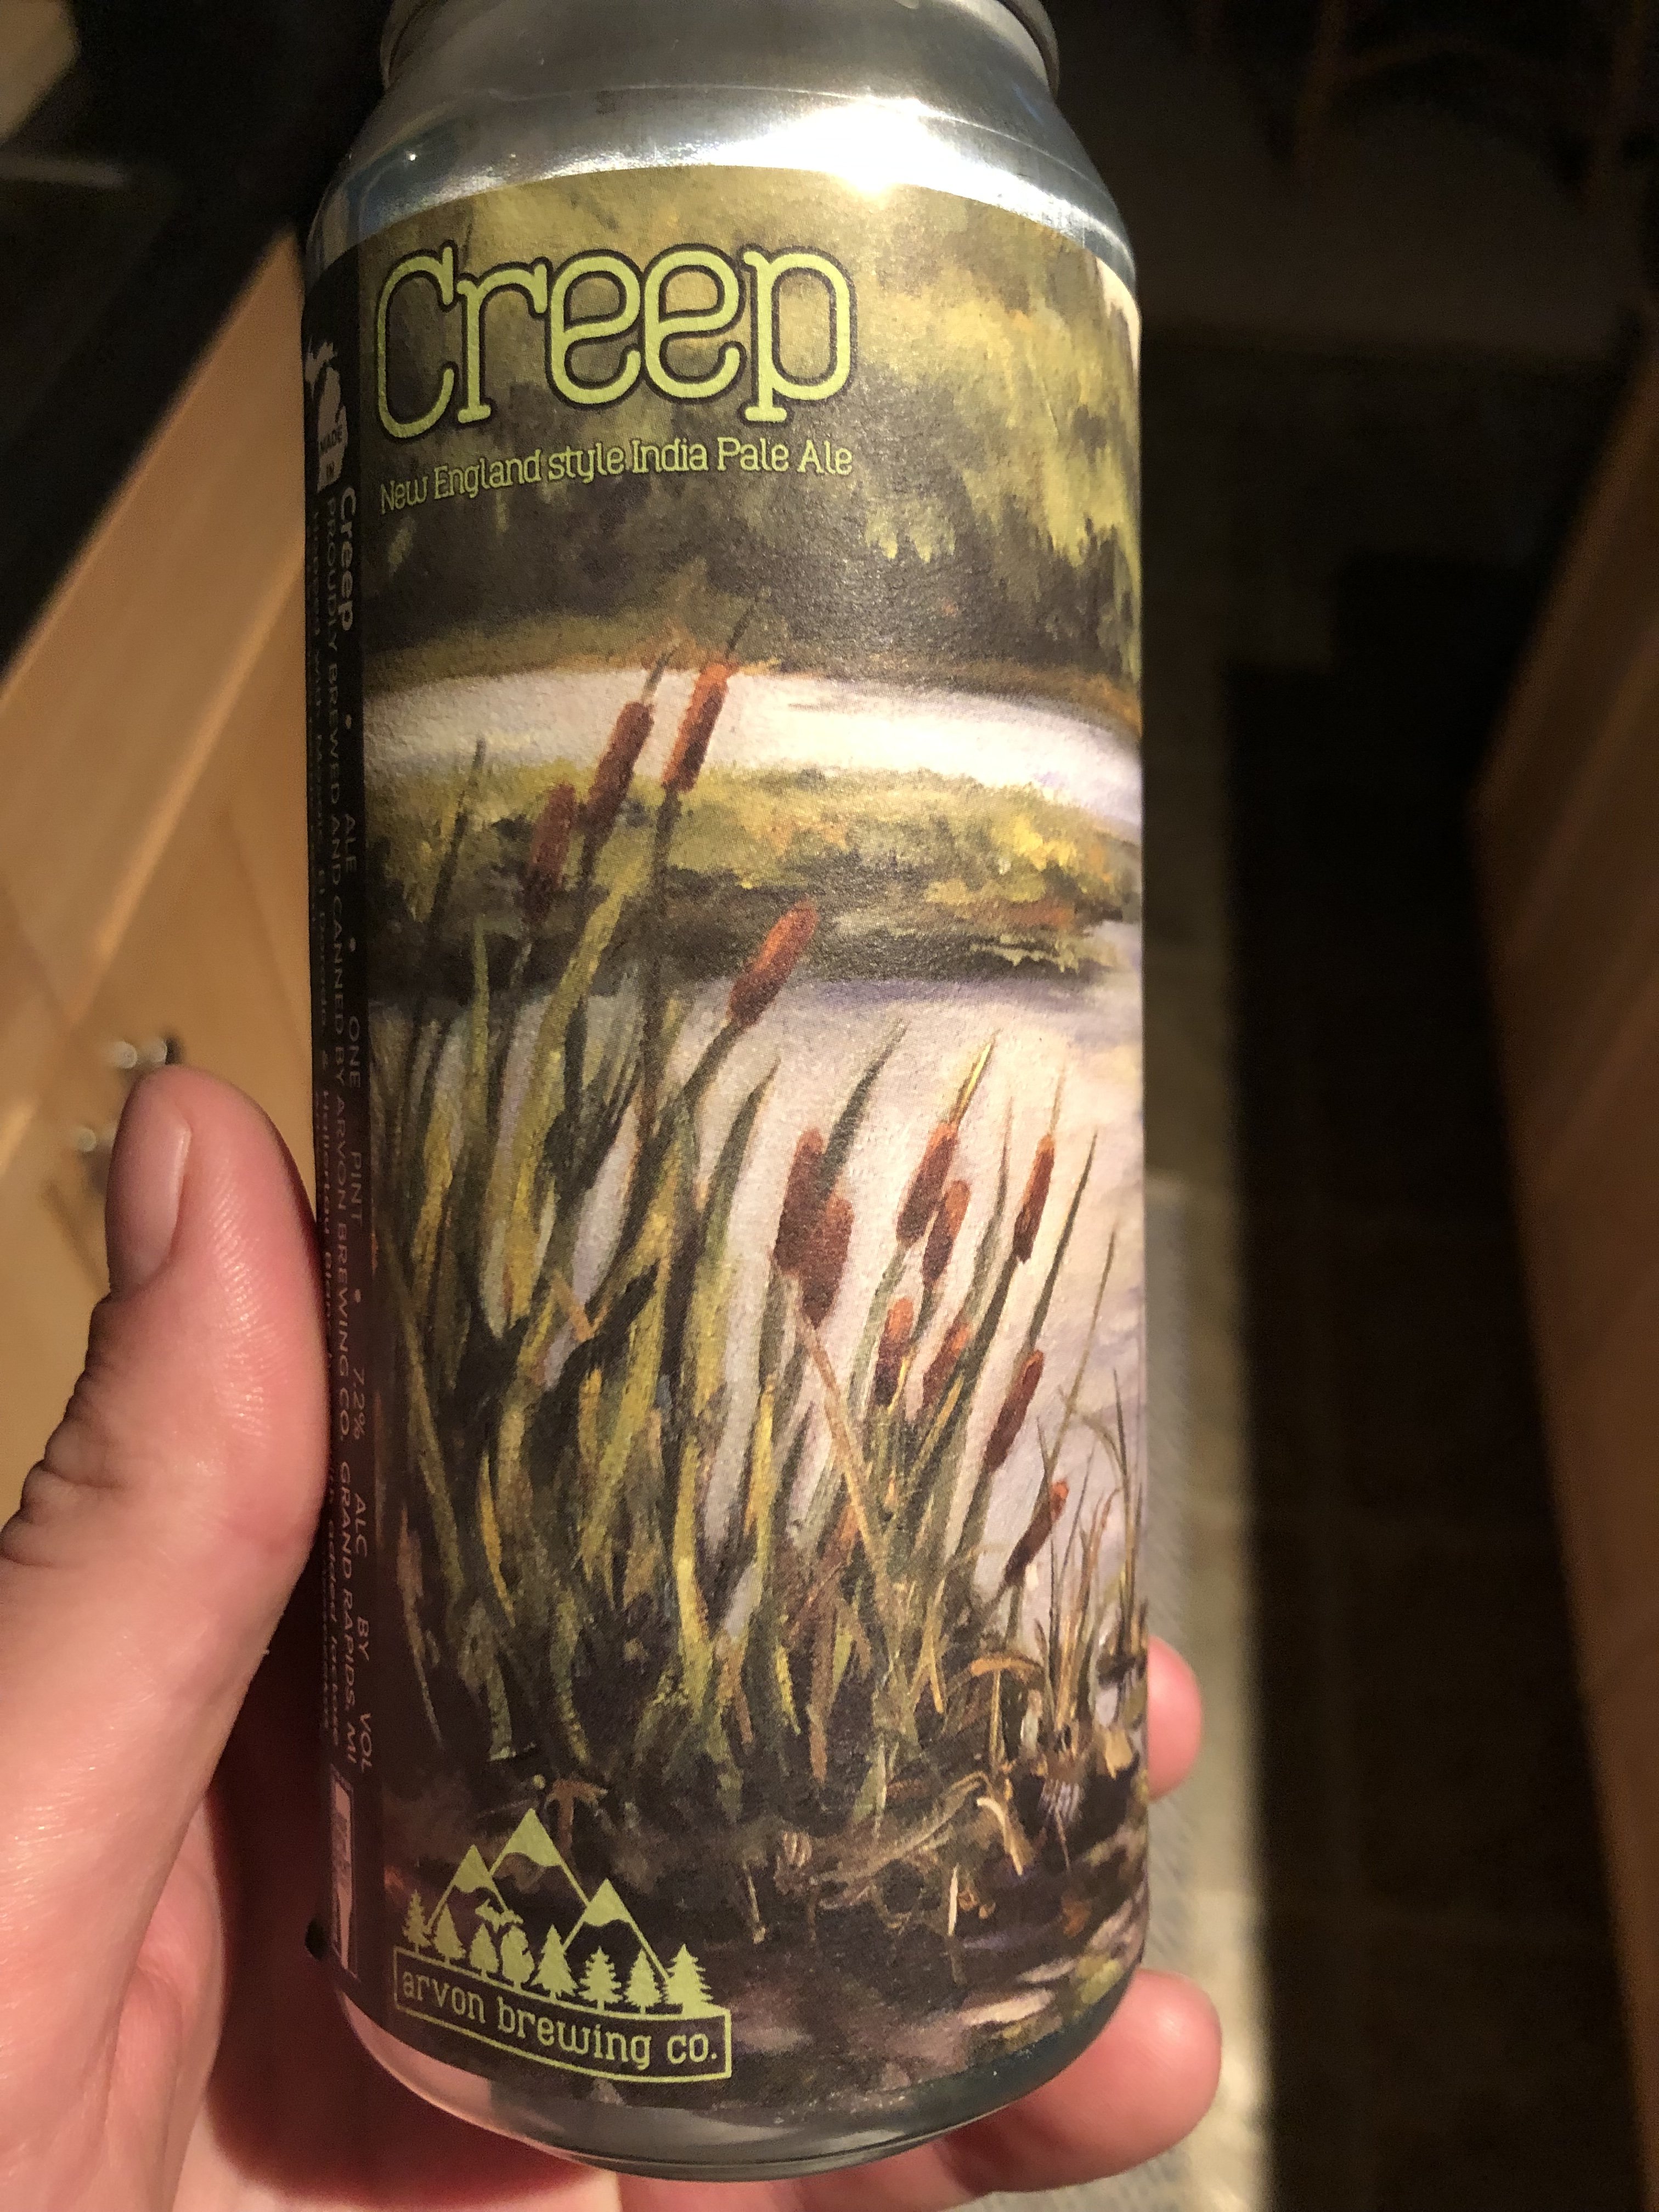 Creep
New England style India Pale Ale
MADE
IN
Creep • ALE • ONE PINT • 7.2% ALC BY VOL
PROUDLY BREWED AND CANNED BY ARVON BREWING CO. GRAND RAPIDS, MI
arvon brewing co.